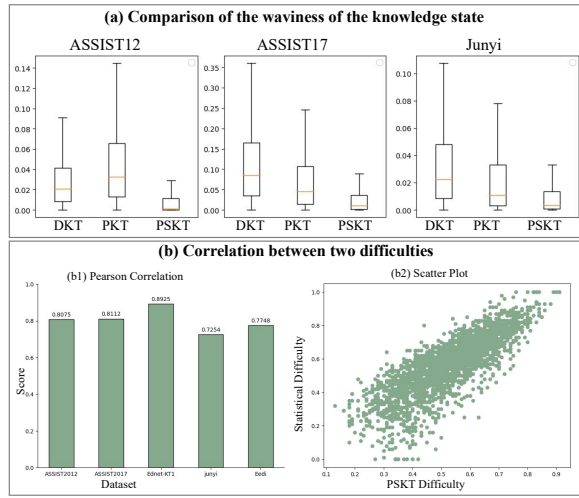 (a) Comparison of the waviness of the knowledge state
ASSIST12
ASSIST17
Junyi
0.14
0.12
0.10
0.08
0.06
0.04
0.02
0.00
DKT
PKT
PSKT
0.35
0.30
0.25
0.20
0.15
0.10
0.05
0.00
DKT
PKT
PSKT
0.10
0.08
0.06
0.04
0.02
0.00
DKT
PKT
PSKT
(b) Correlation between two difficulties
(b1) Pearson Correlation
Score
1.0
0.8
0.6
0.4
0.2
0.0
0.8075
0.8112
0.8925
0.7254
0.7748
ASSIST2012
ASSIST2017
Ednet-KT1
junyi
Eedi
Dataset
(b2) Scatter Plot
Statistical Difficulty
1.0
0.8
0.6
0.4
0.2
0.0
0.1
0.2
0.3
0.4
0.5
0.6
0.7
0.8
0.9
PSKT Difficulty